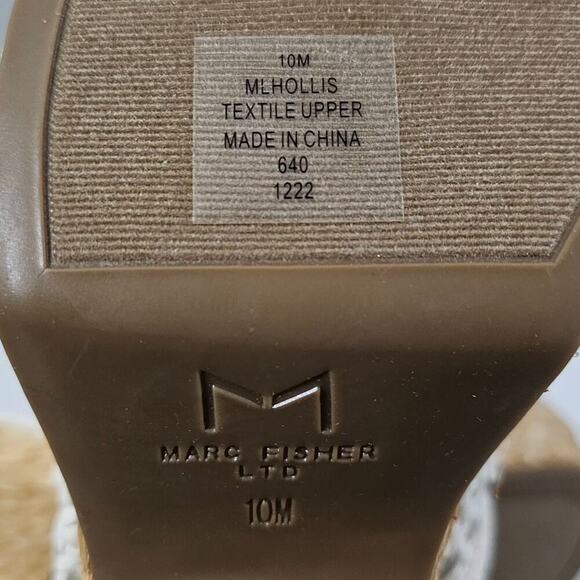 10M
MLHOLLIS
TEXTILE UPPER
MADE IN CHINA
640
1222
M
MARC FISHER
LTD
10M